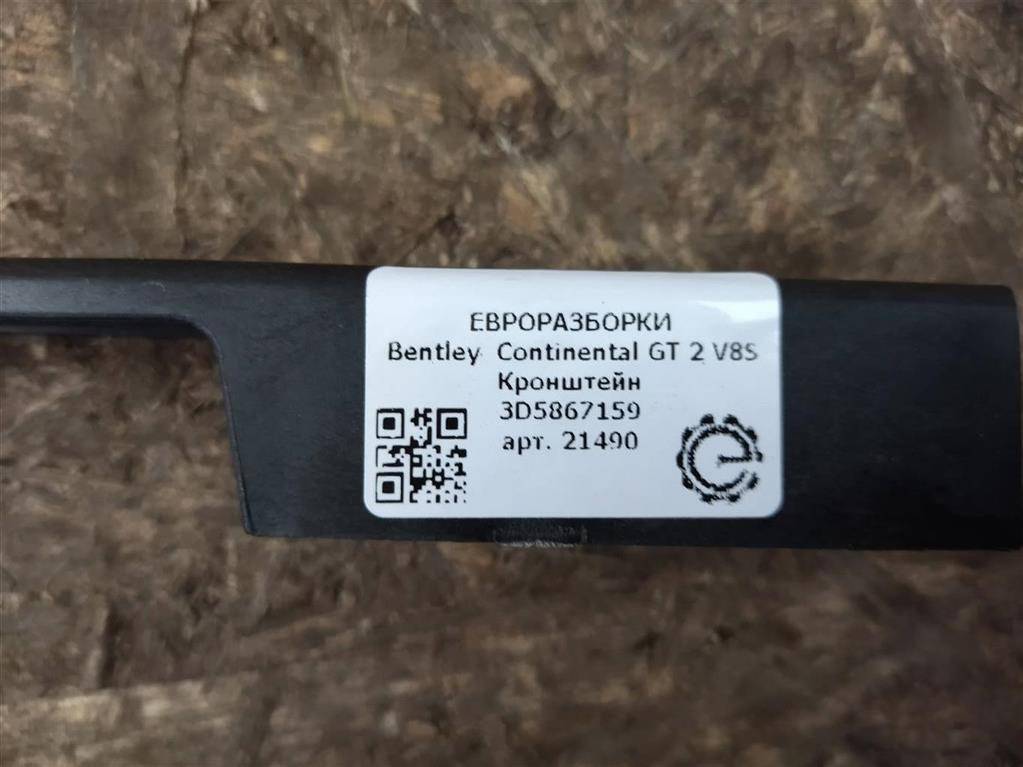 ЕВРОРАЗБОРКИ
Bentley Continental GT 2 V8S
Кронштейн
3D5867159
арт. 21490